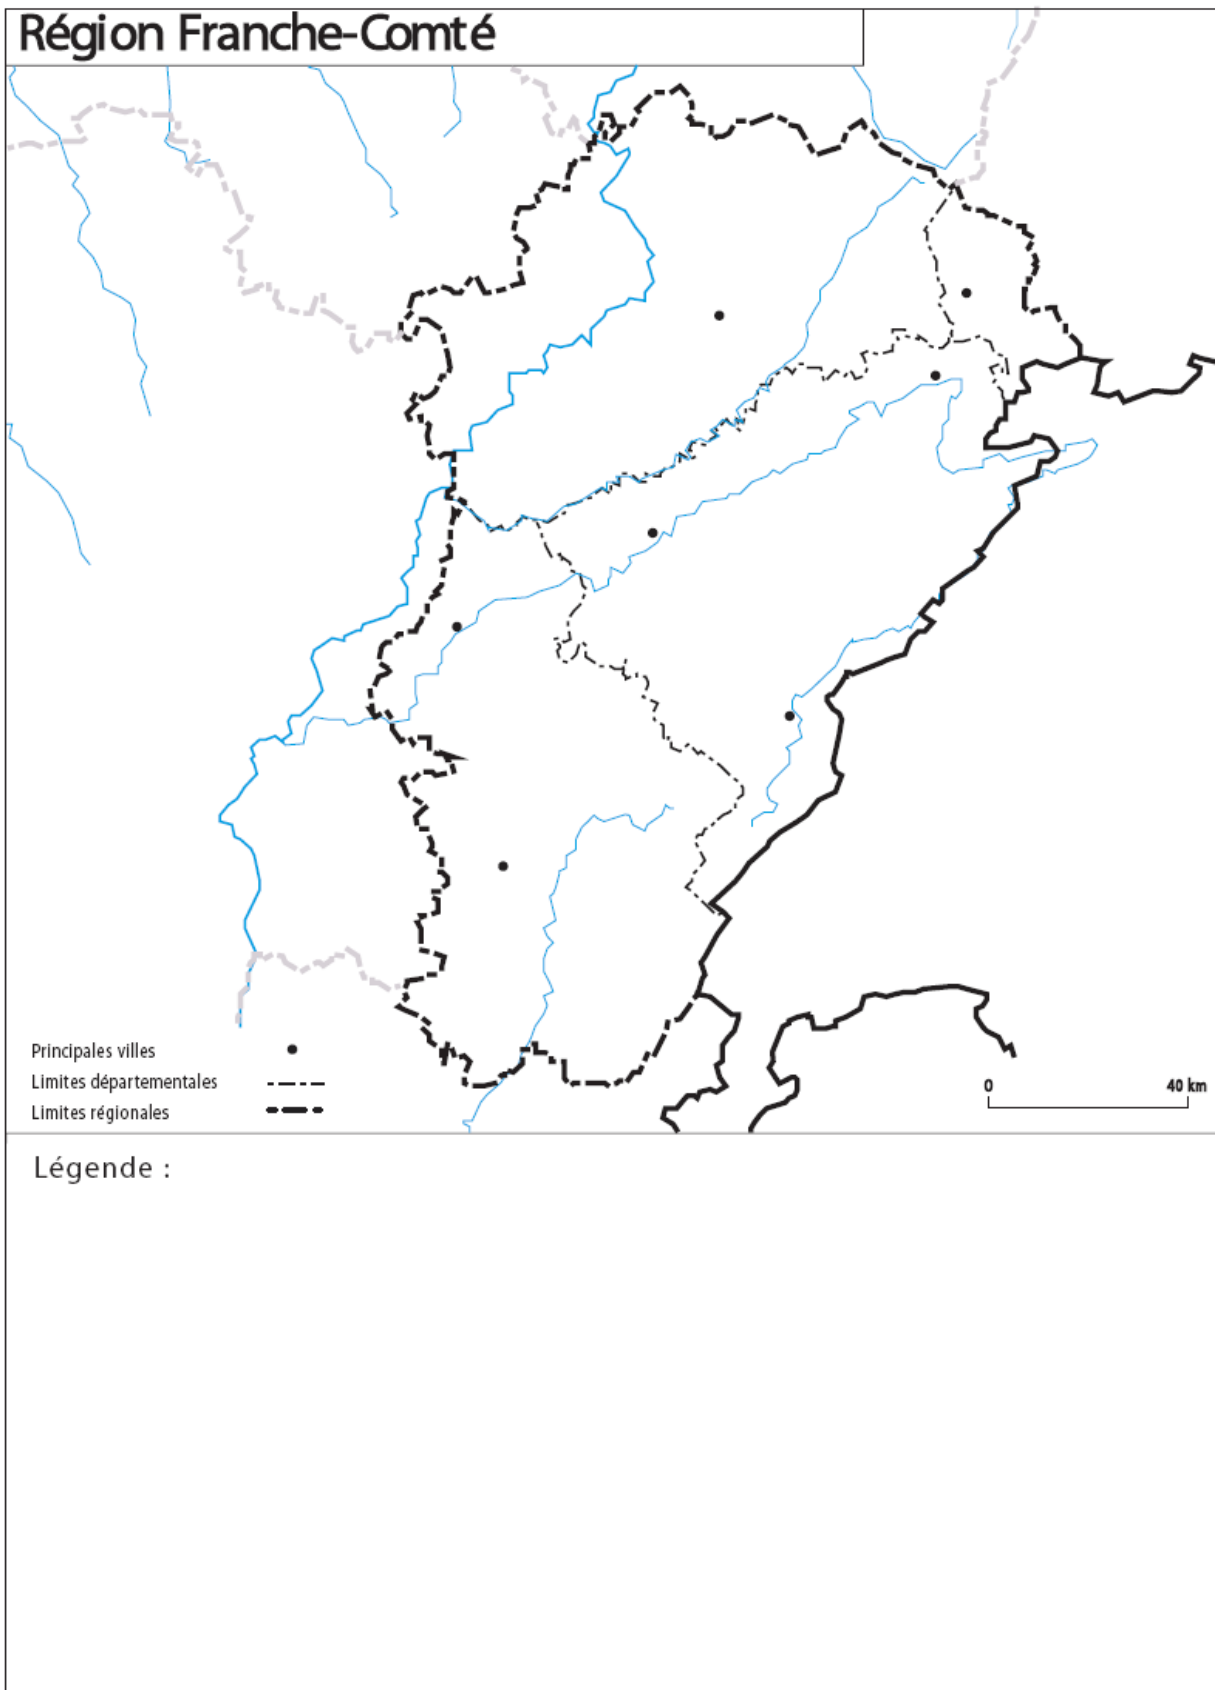 Région Franche-Comté
Principales villes
Limites départementales
Limites régionales
0 40 km
Légende :